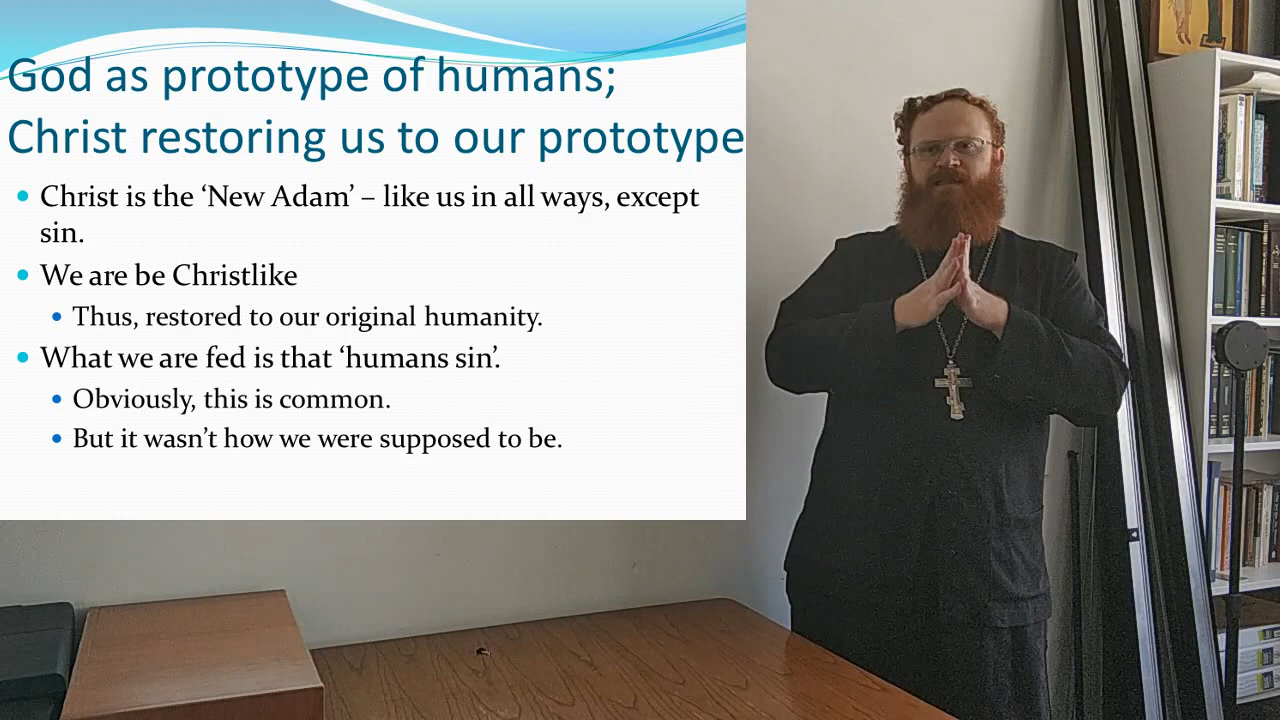 God as prototype of humans;
Christ restoring us to our prototype
Christ is the ‘New Adam’ – like us in all ways, except
sin.
We are be Christlike
Thus, restored to our original humanity.
What we are fed is that ‘humans sin’.
Obviously, this is common.
But it wasn’t how we were supposed to be.